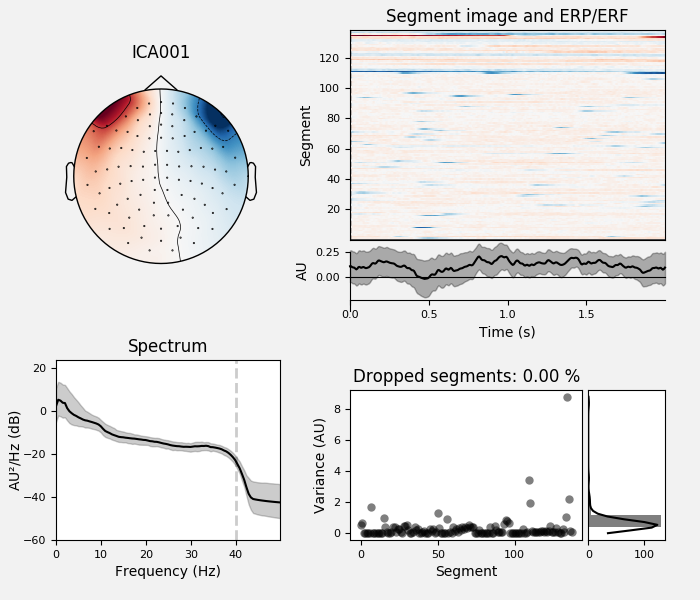 ICA001
Segment image and ERP/ERF
Segment
120
100
80
60
40
20
AU
0.25
0.00
0.0 0.5 1.0 1.5
Time (s)
Spectrum
AU²/Hz (dB)
20
0
−20
−40
−60
0 10 20 30 40
Frequency (Hz)
Dropped segments: 0.00 %
Variance (AU)
8
6
4
2
0
0 50 100
Segment
0 100